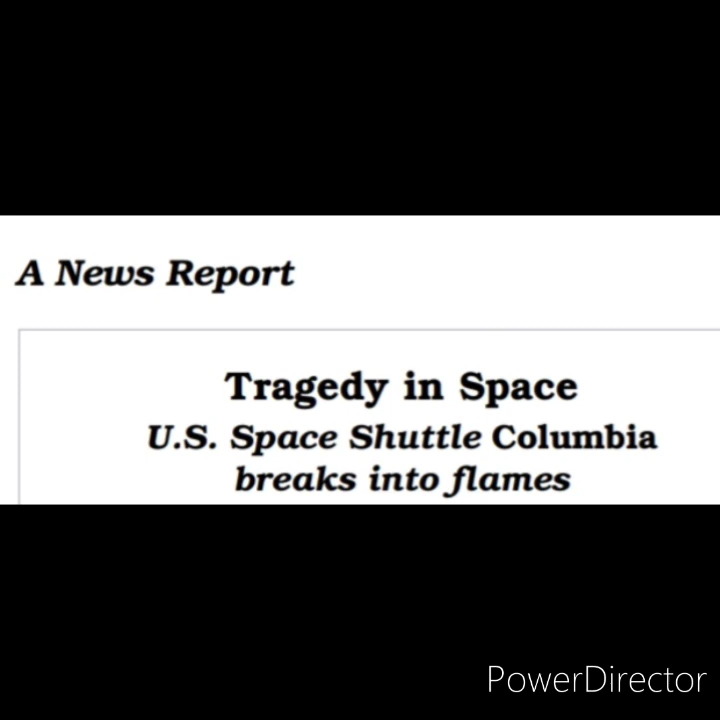 A News Report
Tragedy in Space
U.S. Space Shuttle Columbia
breaks into flames
PowerDirector